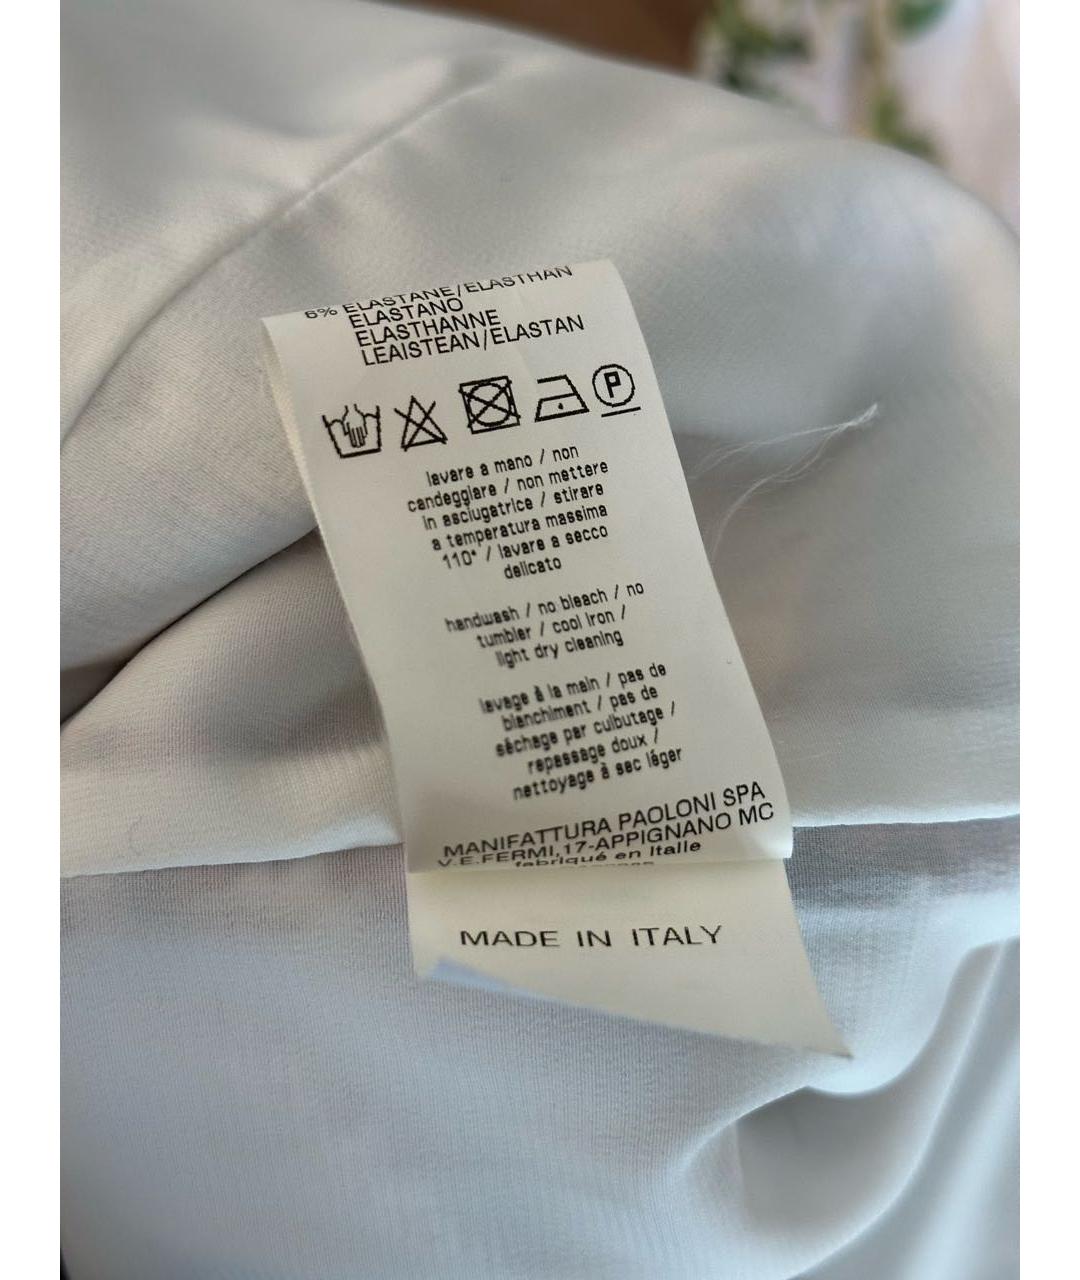 6% ELASTANE/ELASTHAN
ELASTANO
ELASTHANNE
LEAISTEAN/ELASTAN
P
lavare a mano / non
candeggiare / non mettere
in asciugatrice / stirare
a temperatura massima
110° / lavare a secco
delicato
handwash / no bleach / no
tumbler / cool iron /
light dry cleaning
lavage à la main / pas de
blanchiment / pas de
séchage par culbutage /
repassage doux /
nettoyage à sec léger
MANIFATTURA PAOLONI SPA
V.E.FERMI,17-APPIGNANO MC
fabriqué en Italie
MADE IN ITALY